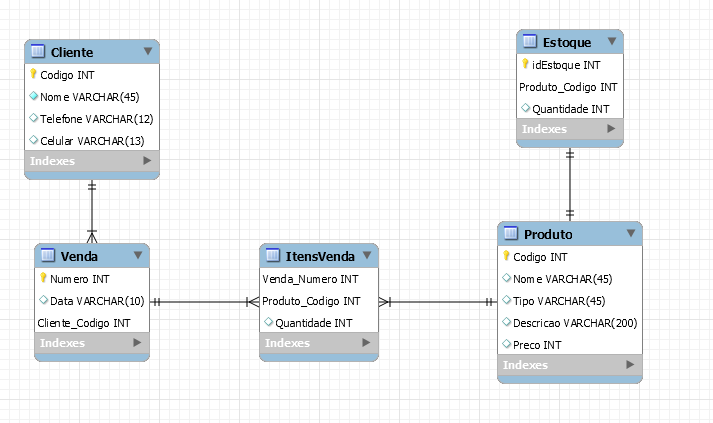 Cliente
Codigo INT
Nome VARCHAR(45)
Telefone VARCHAR(12)
Celular VARCHAR(13)
Indexes
Estoque
idEstoque INT
Produto_Codigo INT
Quantidade INT
Indexes
Venda
Numero INT
Data VARCHAR(10)
Cliente_Codigo INT
Indexes
ItensVenda
Venda_Numero INT
Produto_Codigo INT
Quantidade INT
Indexes
Produto
Codigo INT
Nome VARCHAR(45)
Tipo VARCHAR(45)
Descricao VARCHAR(200)
Preco INT
Indexes